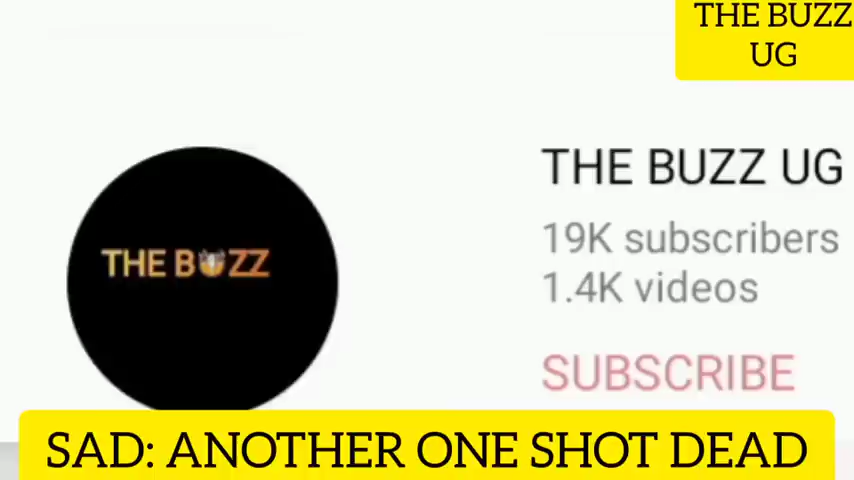 THE BUZZ
UG
THE BUZZ
THE BUZZ UG
19K subscribers
1.4K videos
SUBSCRIBE
SAD: ANOTHER ONE SHOT DEAD